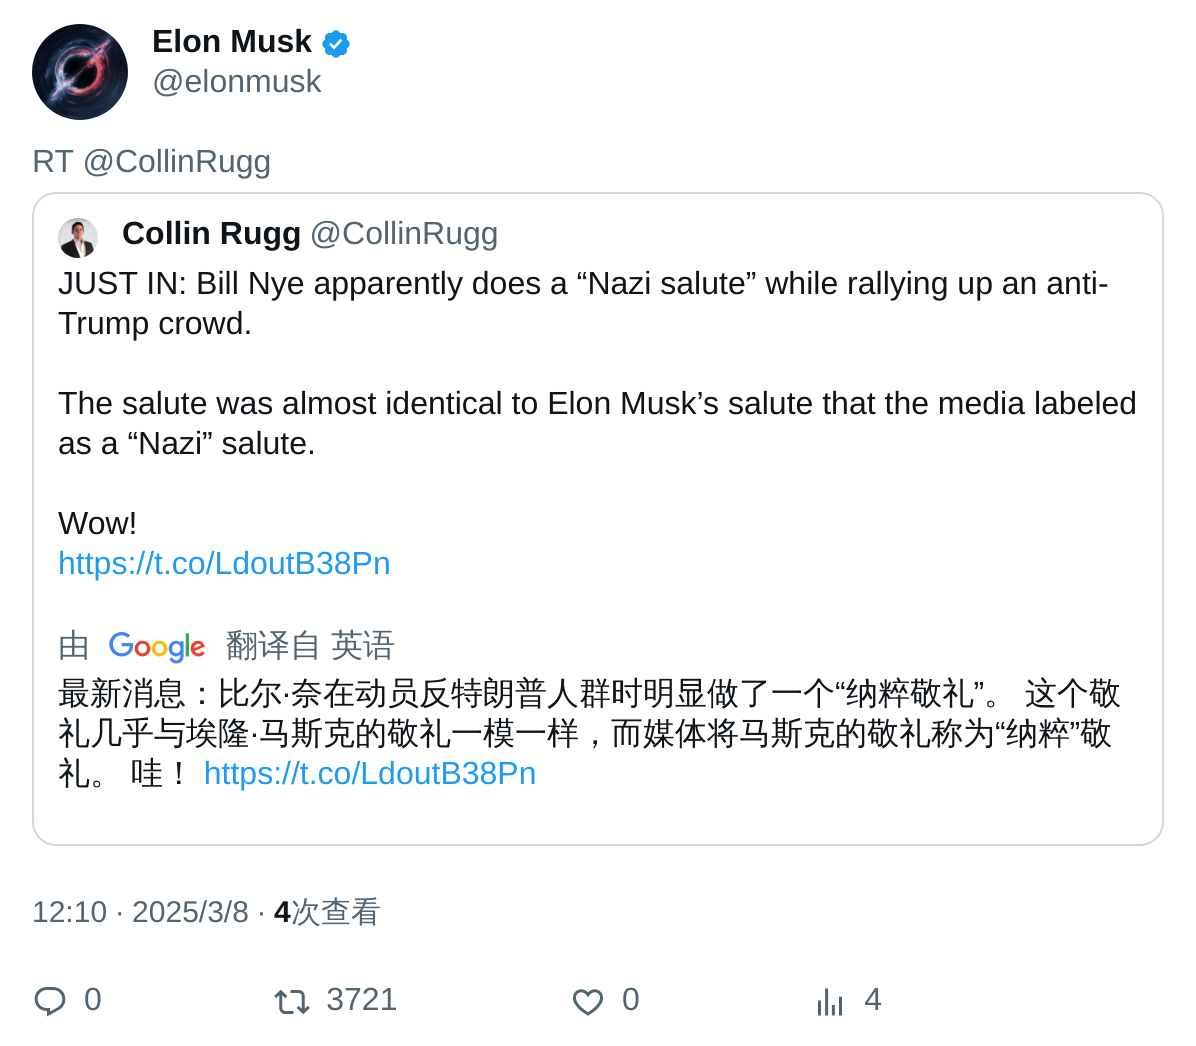 Elon Musk
@elonmusk
RT @CollinRugg
Collin Rugg @CollinRugg
JUST IN: Bill Nye apparently does a “Nazi salute” while rallying up an anti-
Trump crowd.
The salute was almost identical to Elon Musk’s salute that the media labeled
as a “Nazi” salute.
Wow!
https://t.co/LdoutB38Pn
由 Google 翻译自 英语
最新消息：比尔·奈在动员反特朗普人群时明显做了一个“纳粹敬礼”。 这个敬
礼几乎与埃隆·马斯克的敬礼一模一样，而媒体将马斯克的敬礼称为“纳粹”敬
礼。 哇！ https://t.co/LdoutB38Pn
12:10 · 2025/3/8 · 4次查看
0 3721 0 4